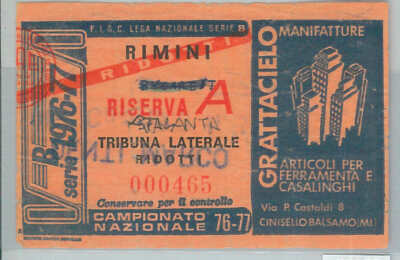 F.I.G.C. LEGA NAZIONALE SERIE B
RIDOTTI
serie B 1976-77
RIMINI
RISERVA A
ATALANTA
TRIBUNA LATERALE
RIDOTTI
000465
Conservare per il controllo
CAMPIONATO
NAZIONALE 76-77
GRATTACIELO
MANIFATTURE
ARTICOLI PER
FERRAMENTA E
CASALINGHI
Via P. Castaldi 8
CINISELLO BALSAMO (MI)